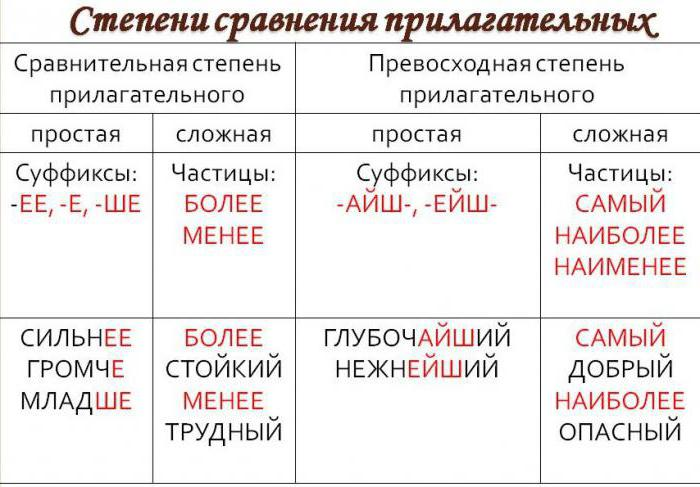 Степени сравнения прилагательных
Сравнительная степень
прилагательного
Превосходная степень
прилагательного
простая
сложная
простая
сложная
Суффиксы:
-ЕЕ, -Е, -ШЕ
Частицы:
БОЛЕЕ
МЕНЕЕ
Суффиксы:
-АЙШ-, -ЕЙШ-
Частицы:
САМЫЙ
НАИБОЛЕЕ
НАИМЕНЕЕ
СИЛЬНЕЕ
ГРОМЧЕ
МЛАДШЕ
БОЛЕЕ
СТОЙКИЙ
МЕНЕЕ
ТРУДНЫЙ
ГЛУБОЧАЙШИЙ
НЕЖНЕЙШИЙ
САМЫЙ
ДОБРЫЙ
НАИБОЛЕЕ
ОПАСНЫЙ